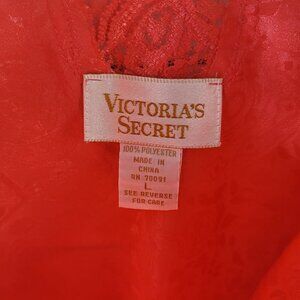 VICTORIA'S
SECRET
100% POLYESTER
MADE IN
CHINA
RN 70091
L
SEE REVERSE
FOR CARE